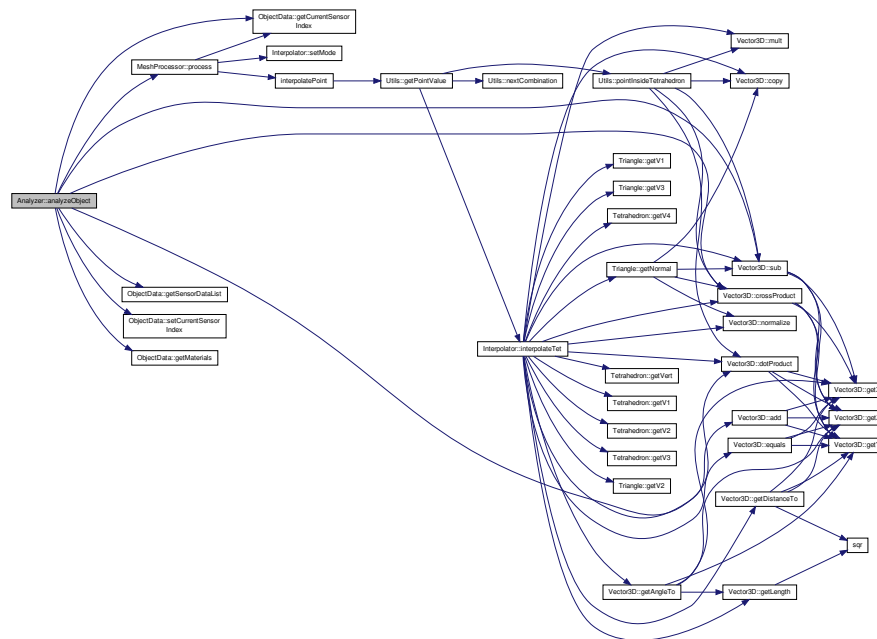 ObjectData::getCurrentSensor
Index
Interpolator::setMode
MeshProcessor::process
interpolatePoint
Utils::getPointValue
Utils::nextCombination
Utils::pointInsideTetrahedron
Vector3D::mult
Vector3D::copy
Triangle::getV1
Triangle::getV3
Tetrahedron::getV4
Analyzer::analyzeObject
Triangle::getNormal
Vector3D::sub
ObjectData::getSensorDataList
Vector3D::crossProduct
ObjectData::setCurrentSensor
Index
Vector3D::normalize
Interpolator::interpolateTet
ObjectData::getMaterials
Vector3D::dotProduct
Tetrahedron::getVert
Tetrahedron::getV1
Vector3D::add
Tetrahedron::getV2
Vector3D::equals
Tetrahedron::getV3
Triangle::getV2
Vector3D::getDistanceTo
sqr
Vector3D::getAngleTo
Vector3D::getLength